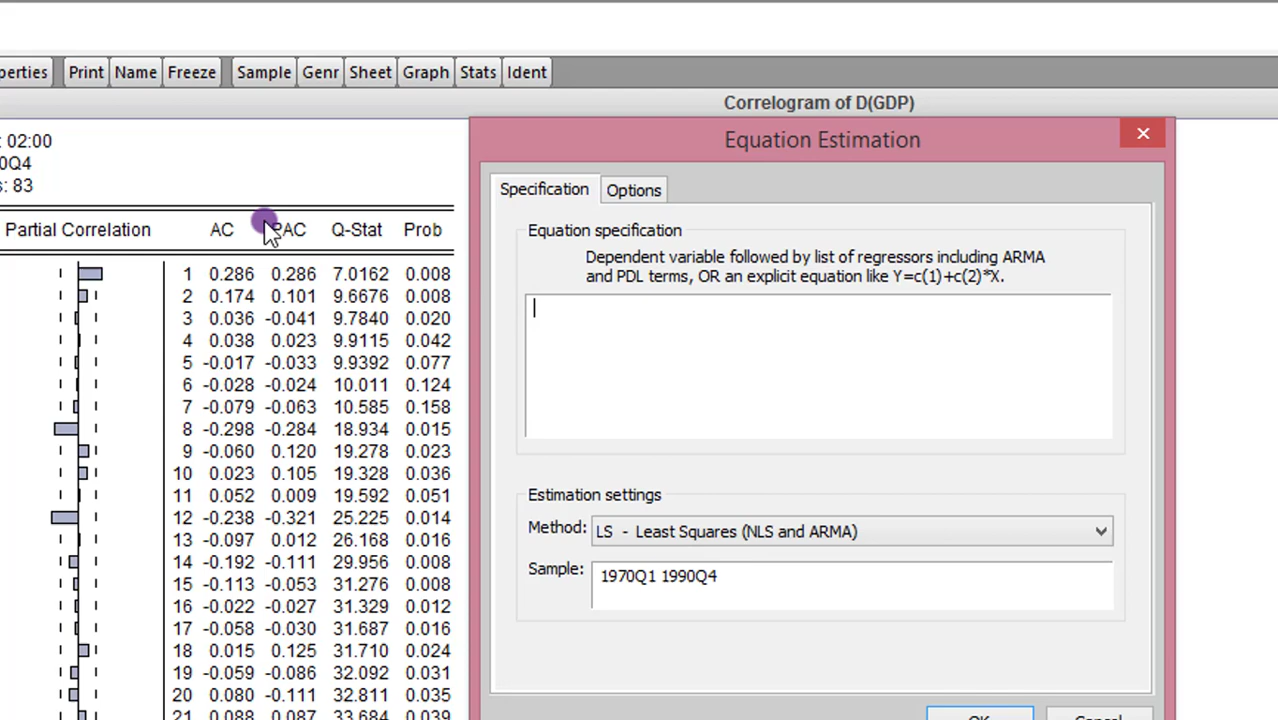 perties Print Name Freeze Sample Genr Sheet Graph Stats Ident
Correlogram of D(GDP)
: 02:00
0Q4
s: 83
Partial Correlation AC PAC Q-Stat Prob
1 0.286 0.286 7.0162 0.008
2 0.174 0.101 9.6676 0.008
3 0.036 -0.041 9.7840 0.020
4 0.038 0.023 9.9115 0.042
5 -0.017 -0.033 9.9392 0.077
6 -0.028 -0.024 10.011 0.124
7 -0.079 -0.063 10.585 0.158
8 -0.298 -0.284 18.934 0.015
9 -0.060 0.120 19.278 0.023
10 0.023 0.105 19.328 0.036
11 0.052 0.009 19.592 0.051
12 -0.238 -0.321 25.225 0.014
13 -0.097 0.012 26.168 0.016
14 -0.192 -0.111 29.956 0.008
15 -0.113 -0.053 31.276 0.008
16 -0.022 -0.027 31.329 0.012
17 -0.058 -0.030 31.687 0.016
18 0.015 0.125 31.710 0.024
19 -0.059 -0.086 32.092 0.031
20 0.080 -0.111 32.811 0.035
21 0.088 0.087 33.684 0.039
Equation Estimation
Specification Options
Equation specification
Dependent variable followed by list of regressors including ARMA
and PDL terms, OR an explicit equation like Y=c(1)+c(2)*X.
Estimation settings
Method: LS - Least Squares (NLS and ARMA)
Sample: 1970Q1 1990Q4
OK Cancel